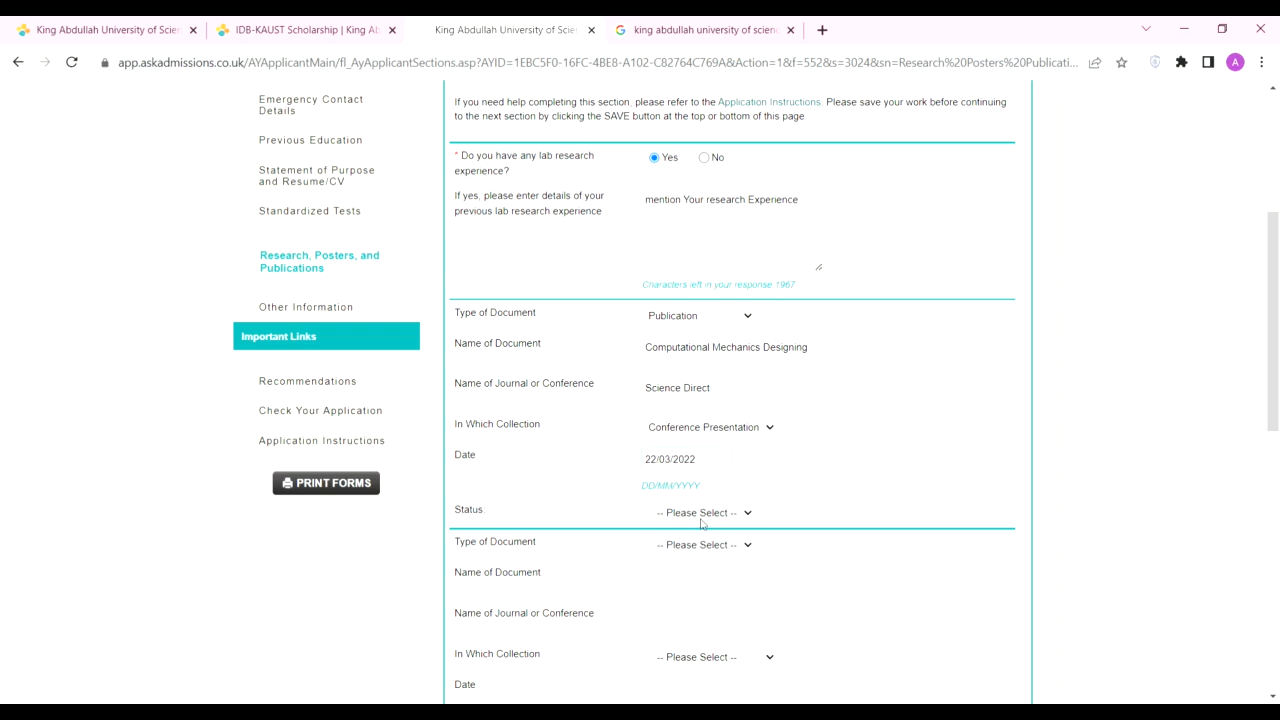 King Abdullah University of Scien
IDB-KAUST Scholarship | King Ab
King Abdullah University of Scien
king abdullah university of scienc
app.askadmissions.co.uk/AYApplicantMain/fl_AyApplicantSection.asp?AYID=1EBC5F0-16FC-4BE8-A102-C82764C769A&Action=1&f=552&s=3024&sn=Research%20Posters%20Publicati...
A
Emergency Contact
Details
Previous Education
Statement of Purpose
and Resume/CV
Standardized Tests
Research, Posters, and
Publications
Other Information
Important Links
Recommendations
Check Your Application
Application Instructions
PRINT FORMS
If you need help completing this section, please refer to the Application Instructions. Please save your work before continuing
to the next section by clicking the SAVE button at the top or bottom of this page.
* Do you have any lab research
experience?
Yes No
If yes, please enter details of your
previous lab research experience
mention Your research Experience
Characters left in your response 1967
Type of Document Publication
Name of Document Computational Mechanics Designing
Name of Journal or Conference Science Direct
In Which Collection Conference Presentation
Date 22/03/2022
DD/MM/YYYY
Status: -- Please Select --
Type of Document -- Please Select --
Name of Document
Name of Journal or Conference
In Which Collection -- Please Select --
Date